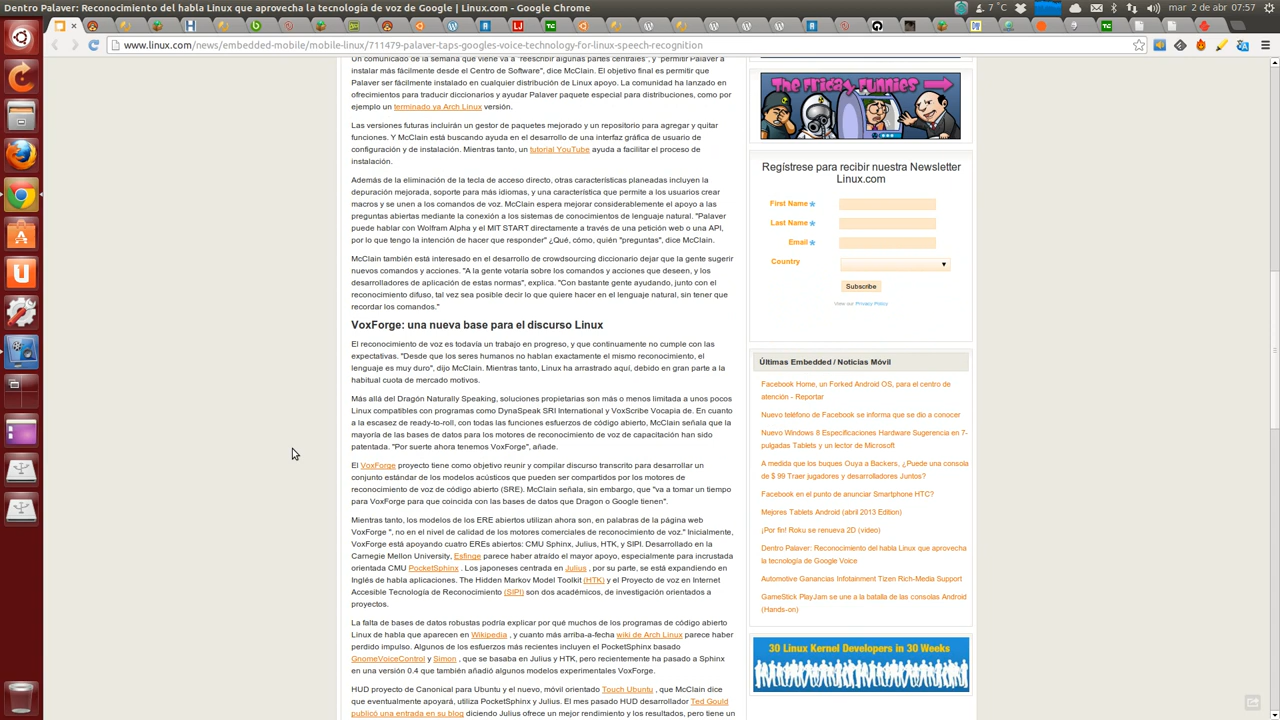 Dentro Palaver: Reconocimiento del habla Linux que aprovecha la tecnología de Google Voice | Linux.com - Google Chrome
mar 9 de abr, 07:57
www.linux.com/news/embedded-mobile/mobile-linux/711479-palaver-taps-googles-voice-technology-for-linux-speech-recognition
Un comunicado de la semana que viene va a "reescribir algunas partes centrales", y "permitir Palaver a
instalar más fácilmente desde el Centro de Software", dice McClain. El objetivo final es permitir que
Palaver ser fácilmente instalado en cualquier distribución de Linux apoyo. La comunidad ha lanzado en
ofrecimientos para traducir diccionarios y ayudar Palaver paquete especial para distribuciones, como por
ejemplo un terminado ya Arch Linux versión.
Las versiones futuras incluirán un gestor de paquetes mejorado y un repositorio para agregar y quitar
funciones. Y McClain está buscando ayuda en el desarrollo de una interfaz gráfica de usuario de
configuración y de instalación. Mientras tanto, un tutorial YouTube ayuda a facilitar el proceso de
instalación.
Además de la eliminación de la tecla de acceso directo, otras características planeadas incluyen la
depuración mejorada, soporte para más idiomas, y una característica que permite a los usuarios crear
macros y se unen a los comandos de voz. McClain espera mejorar considerablemente el apoyo a las
preguntas abiertas mediante la conexión a los sistemas de conocimientos de lenguaje natural. "Palaver
puede hablar con Wolfram Alpha y el MIT START directamente a través de una petición web o una API,
por lo que tengo la intención de hacer que responder" ¿Qué, cómo, quién "preguntas", dice McClain.
McClain también está interesado en el desarrollo de crowdsourcing diccionario dejar que la gente sugerir
nuevos comandos y acciones. "A la gente votaría sobre los comandos y acciones que deseen, y los
desarrolladores de aplicación de estas normas", explica. "Con bastante gente ayudando, junto con el
reconocimiento difuso, tal vez sea posible decir lo que quiere hacer en el lenguaje natural, sin tener que
recordar los comandos."
VoxForge: una nueva base para el discurso Linux
El reconocimiento de voz es todavía un trabajo en progreso, y que continuamente no cumple con las
expectativas. "Desde que los seres humanos no hablan exactamente el mismo reconocimiento, el
lenguaje es muy duro", dijo McClain. Mientras tanto, Linux ha arrastrado aquí, debido en gran parte a la
habitual cuota de mercado motivos.
Más allá del Dragón Naturally Speaking, soluciones propietarias son más o menos limitada a unos pocos
Linux compatibles con programas como DynaSpeak SRI International y VoxScribe Vocapia de. En cuanto
a la escasez de ready-to-roll, con todas las funciones esfuerzos de código abierto, McClain señala que la
mayoría de las bases de datos para los motores de reconocimiento de voz de capacitación han sido
patentada. "Por suerte ahora tenemos VoxForge", añade.
El VoxForge proyecto tiene como objetivo reunir y compilar discurso transcrito para desarrollar un
conjunto estándar de los modelos acústicos que pueden ser compartidos por los motores de
reconocimiento de voz de código abierto (SRE). McClain señala, sin embargo, que "va a tomar un tiempo
para VoxForge para que coincida con las bases de datos que Dragon o Google tienen".
Mientras tanto, los modelos de los ERE abiertos utilizan ahora son, en palabras de la página web
VoxForge ", no en el nivel de calidad de los motores comerciales de reconocimiento de voz." Inicialmente,
VoxForge está apoyando cuatro EREs abiertos: CMU Sphinx, Julius, HTK, y SIPI. Desarrollado en la
Carnegie Mellon University, Esfinge parece haber atraído el mayor apoyo, especialmente para incrustada
orientada CMU PocketSphinx . Los japoneses centrada en Julius , por su parte, se está expandiendo en
Inglés de habla aplicaciones. The Hidden Markov Model Toolkit (HTK) y el Proyecto de voz en Internet
Accesible Tecnología de Reconocimiento (SIPI) son dos académicos, de investigación orientados a
proyectos.
La falta de bases de datos robustas podría explicar por qué muchos de los programas de código abierto
Linux de habla que aparecen en Wikipedia , y cuanto más arriba-a-fecha wiki de Arch Linux parece haber
perdido impulso. Algunos de los esfuerzos más recientes incluyen el PocketSphinx basado
GnomeVoiceControl y Simon , que se basaba en Julius y HTK, pero recientemente ha pasado a Sphinx
en una versión 0.4 que también añadió algunos modelos experimentales VoxForge.
HUD proyecto de Canonical para Ubuntu y el nuevo, móvil orientado Touch Ubuntu , que McClain dice
que eventualmente apoyará, utiliza PocketSphinx y Julius. El mes pasado HUD desarrollador Ted Gould
publicó una entrada en su blog diciendo Julius ofrece un mejor rendimiento y los resultados, pero tiene un
The Friday Funnies
Regístrese para recibir nuestra Newsletter
Linux.com
First Name
Last Name
Email
Country
Subscribe
View our Privacy Policy
Últimas Embedded / Noticias Móvil
Facebook Home, un Forked Android OS, para el centro de
atención - Reportar
Nuevo teléfono de Facebook se informa que se dio a conocer
Nuevo Windows 8 Especificaciones Hardware Sugerencia en 7-
pulgadas Tablets y un lector de Microsoft
A medida que los buques Ouya a Backers, ¿Puede una consola
de $ 99 Traer jugadores y desarrolladores Juntos?
Facebook en el punto de anunciar Smartphone HTC?
Mejores Tablets Android (abril 2013 Edition)
¡Por fin! Roku se renueva 2D (video)
Dentro Palaver: Reconocimiento del habla Linux que aprovecha
la tecnología de Google Voice
Automotive Ganancias Infotainment Tizen Rich-Media Support
GameStick PlayJam se une a la batalla de las consolas Android
(Hands-on)
30 Linux Kernel Developers in 30 Weeks